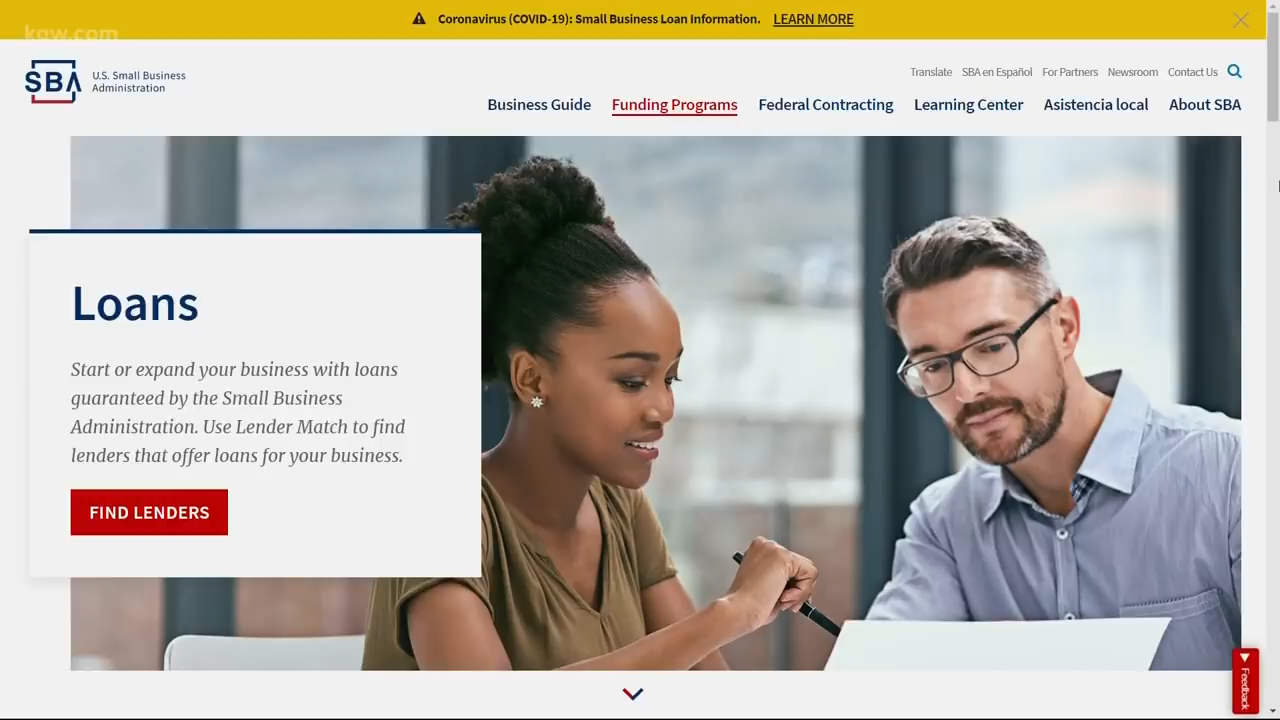 Coronavirus (COVID-19): Small Business Loan Information. LEARN MORE
kgw.com
SBA U.S. Small Business
Administration
Translate SBA en Español For Partners Newsroom Contact Us
Business Guide Funding Programs Federal Contracting Learning Center Asistencia local About SBA
Loans
Start or expand your business with loans
guaranteed by the Small Business
Administration. Use Lender Match to find
lenders that offer loans for your business.
FIND LENDERS
Feedback